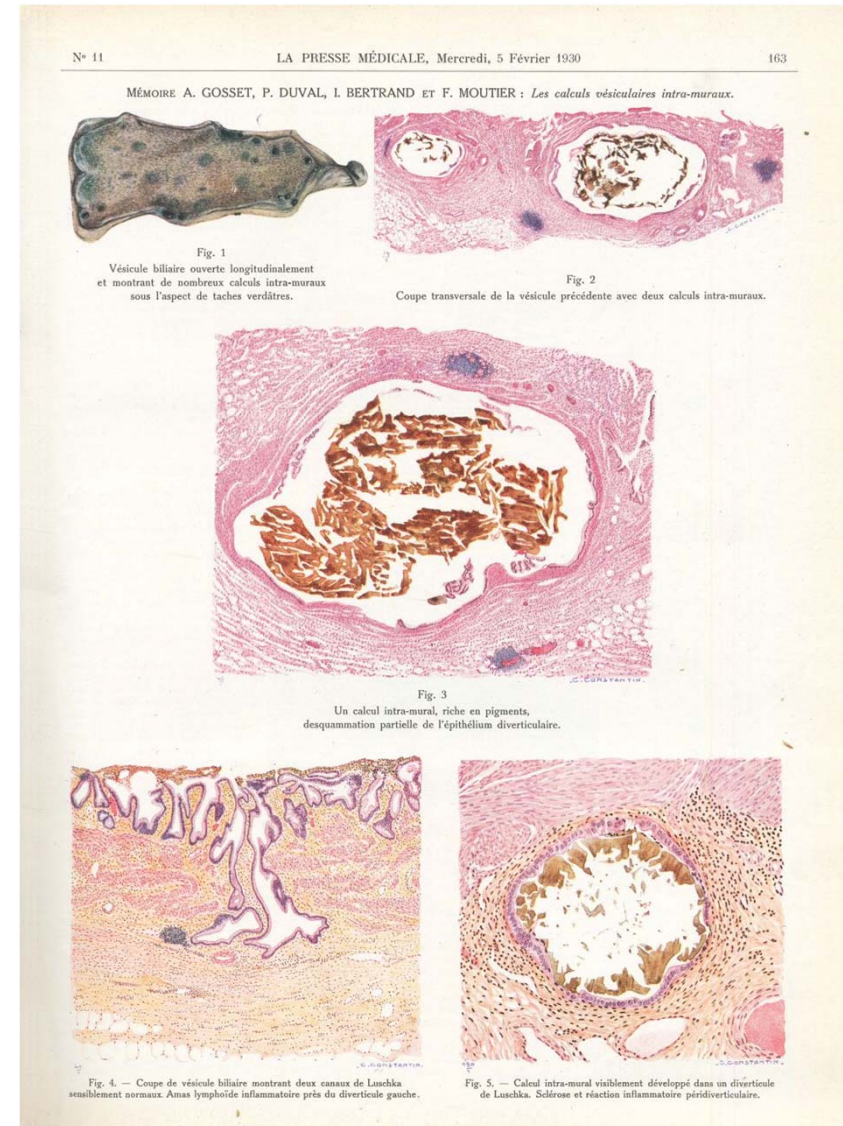 Nº 11 LA PRESSE MÉDICALE, Mercredi, 5 Février 1930 163
MÉMOIRE A. GOSSET, P. DUVAL, I. BERTRAND ET F. MOUTIER : Les calculs vésiculaires intra-muraux.
C. CONSTANTIN
Fig. 1
Vésicule biliaire ouverte longitudinalement
et montrant de nombreux calculs intra-muraux
sous l'aspect de taches verdâtres.
Fig. 2
Coupe transversale de la vésicule précédente avec deux calculs intra-muraux.
C. CONSTANTIN.
Fig. 3
Un calcul intra-mural, riche en pigments,
desquammation partielle de l'épithélium diverticulaire.
C. CONSTANTIN.
C. CONSTANTIN.
Fig. 4. — Coupe de vésicule biliaire montrant deux canaux de Luschka
sensiblement normaux. Amas lymphoïde inflammatoire près du diverticule gauche.
Fig. 5. — Calcul intra-mural visiblement développé dans un diverticule
de Luschka. Sclérose et réaction inflammatoire péridiverticulaire.